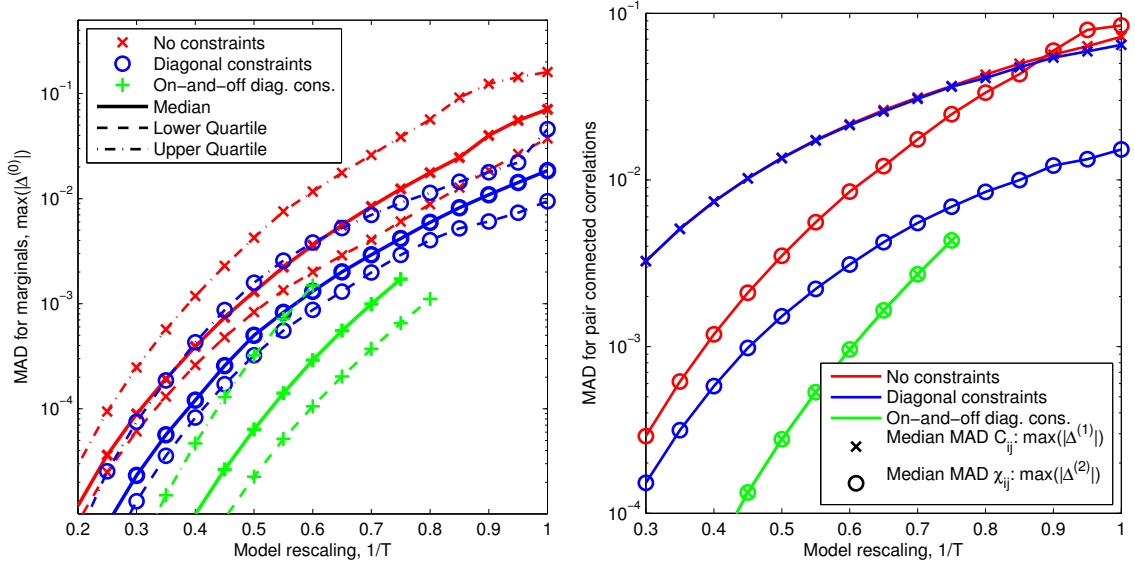 No constraints
Diagonal constraints
On-and-off diag. cons.
Median
Lower Quartile
Upper Quartile
MAD for marginals, max(|Δ^(0)|)
10^-1
10^-2
10^-3
10^-4
0.2 0.3 0.4 0.5 0.6 0.7 0.8 0.9 1
Model rescaling, 1/T
MAD for pair connected correlations
10^-1
10^-2
10^-3
10^-4
No constraints
Diagonal constraints
On-and-off diag. cons.
Median MAD C_ij: max(|Δ^(1)|)
Median MAD χ_ij: max(|Δ^(2)|)
0.3 0.4 0.5 0.6 0.7 0.8 0.9 1
Model rescaling, 1/T